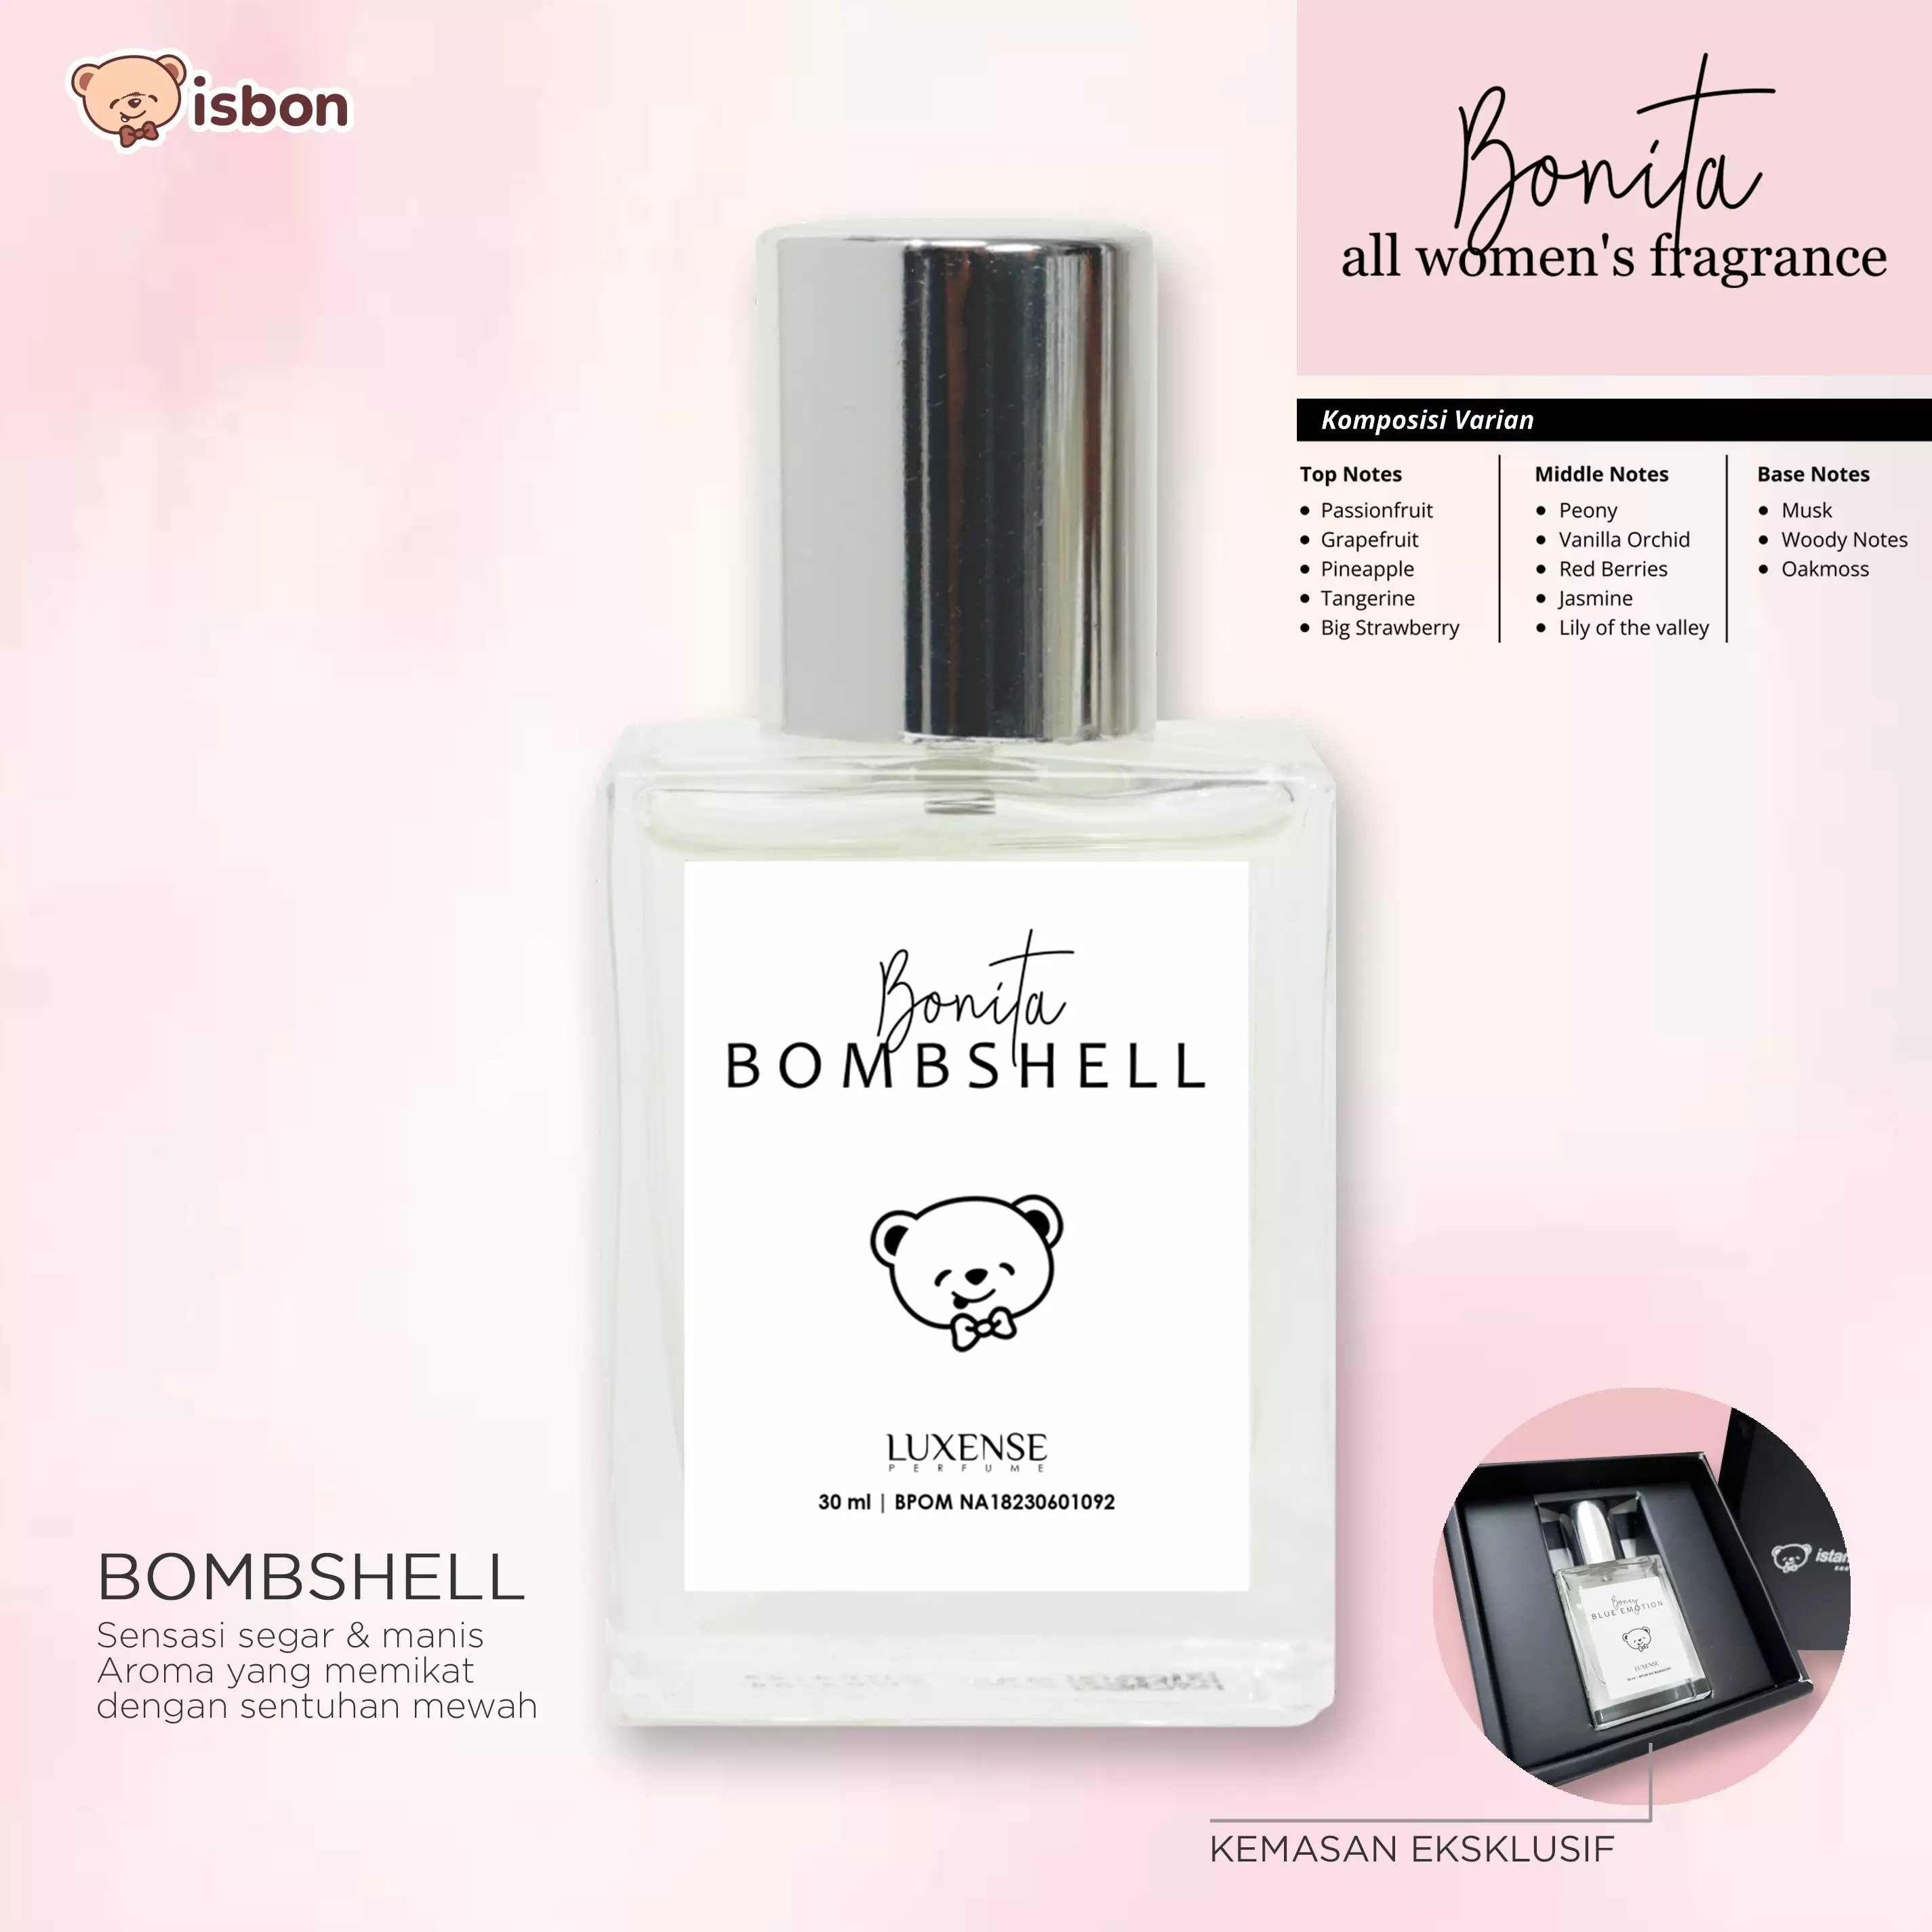 isbon
Bonita
all women's fragrance
Komposisi Varian
Top Notes
• Passionfruit
• Grapefruit
• Pineapple
• Tangerine
• Big Strawberry
Middle Notes
• Peony
• Vanilla Orchid
• Red Berries
• Jasmine
• Lily of the valley
Base Notes
• Musk
• Woody Notes
• Oakmoss
Bonita
BOMBSHELL
LUXENSE
PERFUME
30 ml | BPOM NA18230601092
BOMBSHELL
Sensasi segar & manis
Aroma yang memikat
dengan sentuhan mewah
Boney
BLUE EMOTION
LUXENSE
KEMASAN EKSKLUSIF